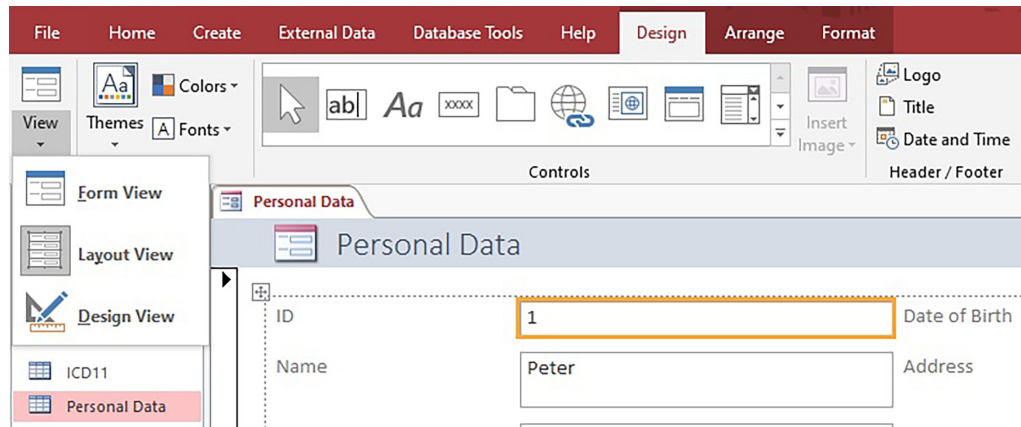 File Home Create External Data Database Tools Help Design Arrange Format
View Themes Colors Fonts
Aa ab Aa XXXX
Insert Image
Logo
Title
Date and Time
Controls Header / Footer
Form View
Layout View
Design View
ICD11
Personal Data
Personal Data
Personal Data
ID 1 Date of Birth
Name Peter Address